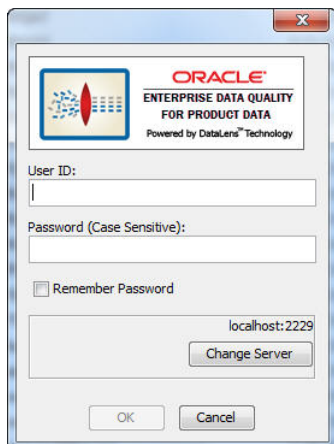 ORACLE®
ENTERPRISE DATA QUALITY
FOR PRODUCT DATA
Powered by DataLens™ Technology
User ID:
Password (Case Sensitive):
Remember Password
localhost:2229
Change Server
OK
Cancel